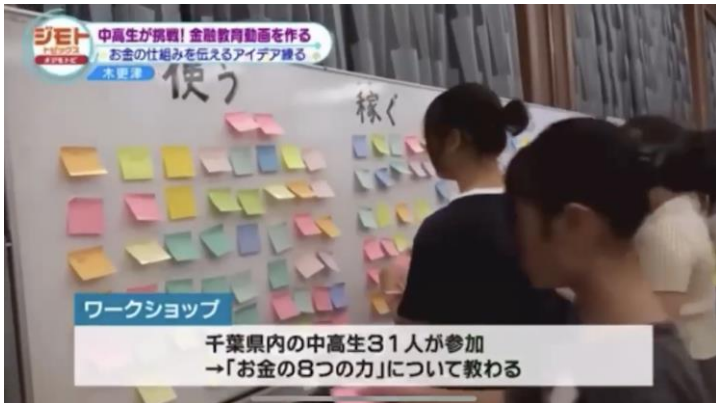 ジモト
トピックス
中高生が挑戦! 金融教育動画を作る
お金の仕組みを伝えるアイデア練る
木更津
使う
稼ぐ
ワークショップ
千葉県内の中高生31人が参加
→「お金の8つの力」について教わる